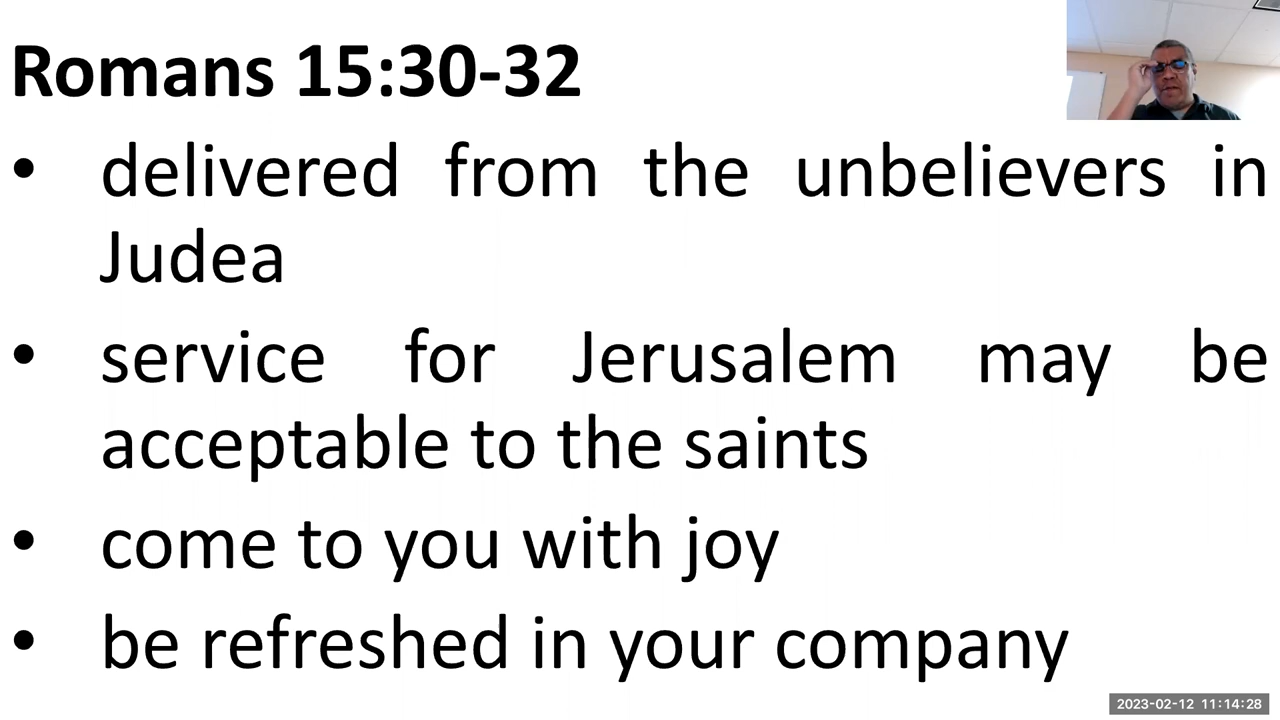 Romans 15:30-32
• delivered from the unbelievers in
Judea
• service for Jerusalem may be
acceptable to the saints
• come to you with joy
• be refreshed in your company
2023-02-12 11:14:28